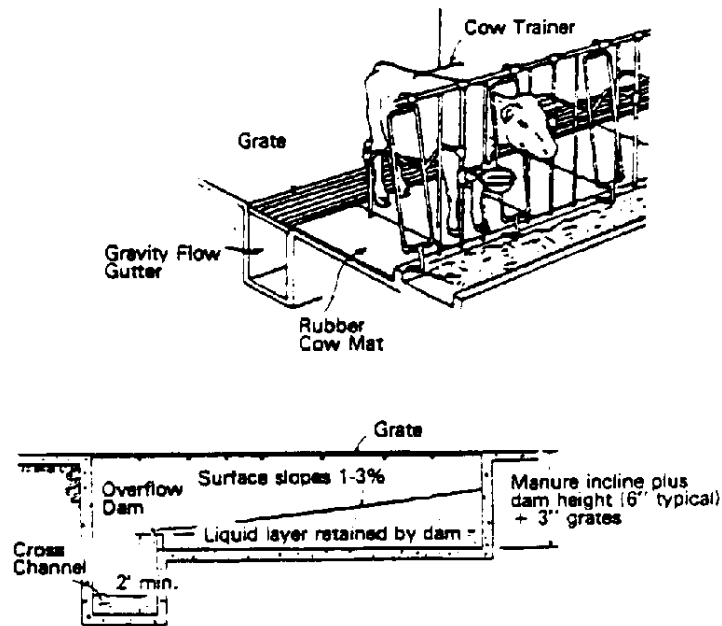 Cow Trainer
Grate
Gravity Flow
Gutter
Rubber
Cow Mat
Grate
Surface slopes 1-3%
Overflow
Dam
Manure incline plus
dam height (6" typical)
+ 3" grates
Liquid layer retained by dam
Cross
Channel
2' min.